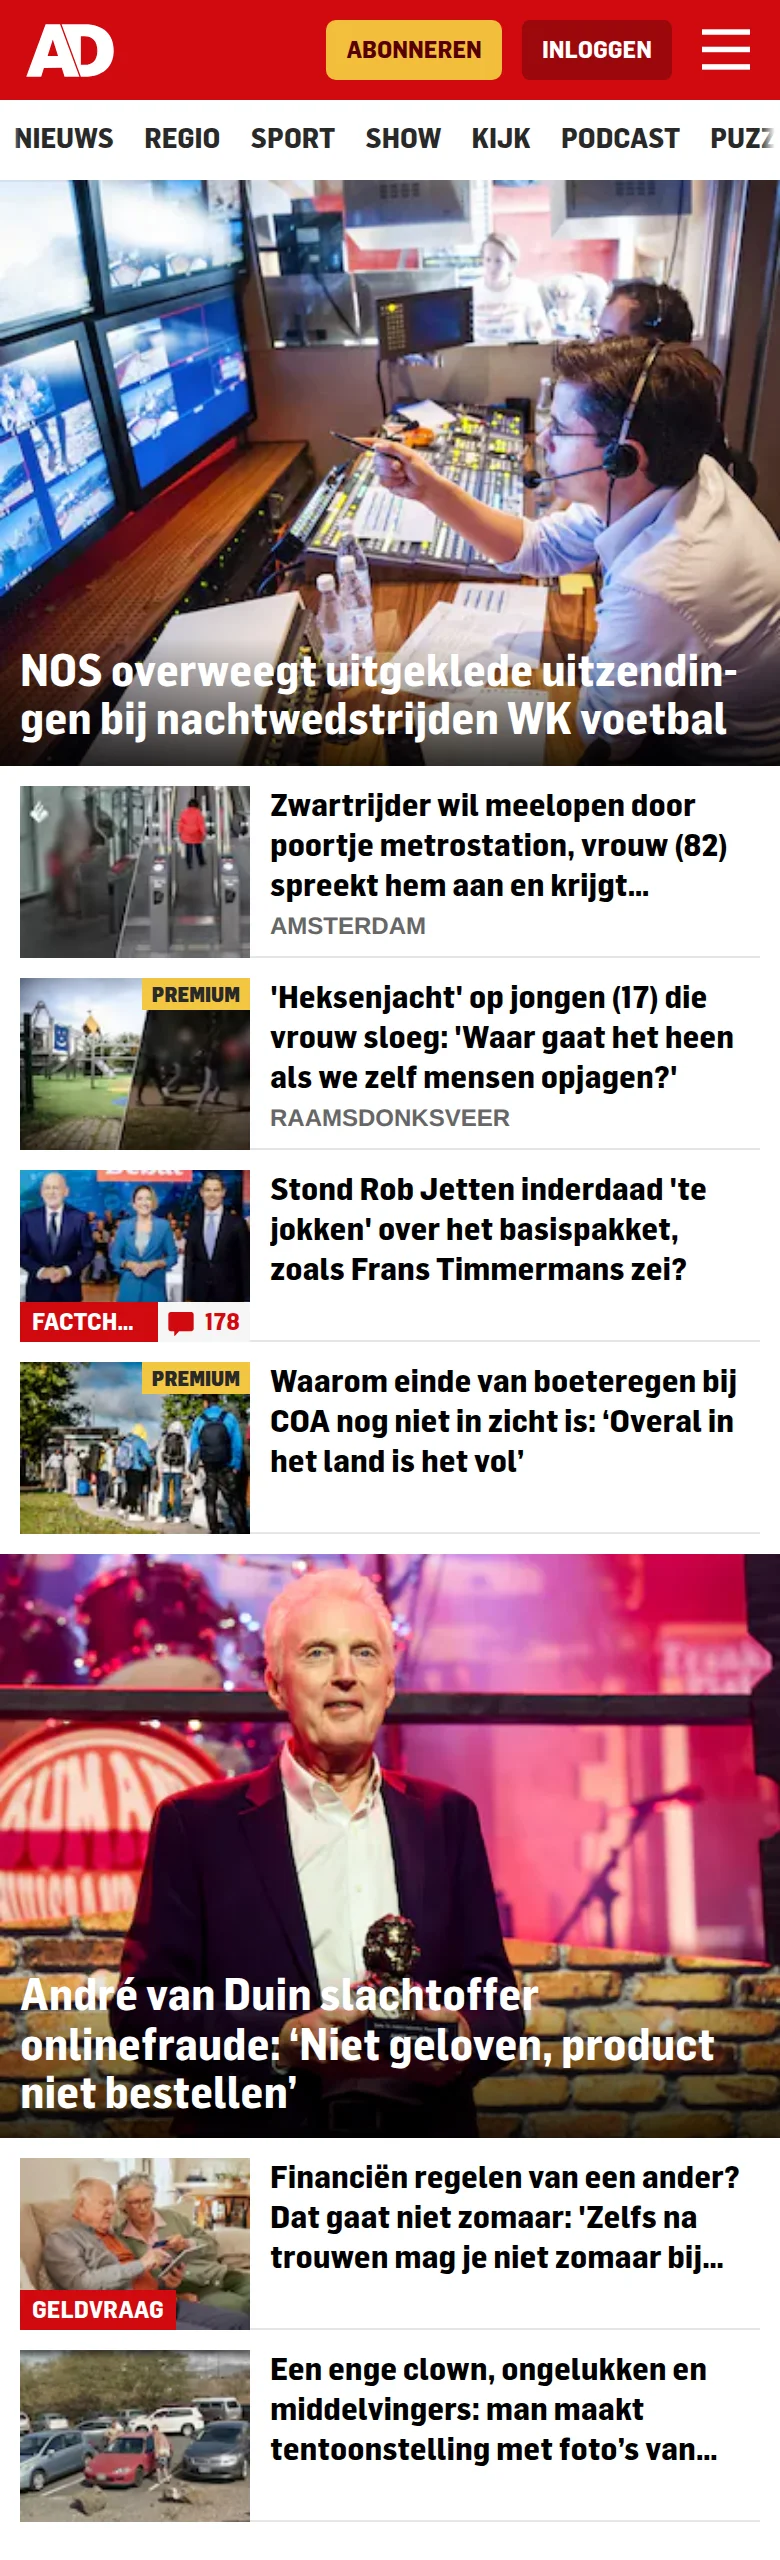 AD
ABONNEREN
INLOGGEN
NIEUWS REGIO SPORT SHOW KIJK PODCAST PUZZ
NOS overweegt uitgeklede uitzendin-
gen bij nachtwedstrijden WK voetbal
Zwartrijder wil meelopen door
poortje metrostation, vrouw (82)
spreekt hem aan en krijgt...
AMSTERDAM
PREMIUM
'Heksenjacht' op jongen (17) die
vrouw sloeg: 'Waar gaat het heen
als we zelf mensen opjagen?'
RAAMSDONKSVEER
Debat
FACTCH...
178
Stond Rob Jetten inderdaad 'te
jokken' over het basispakket,
zoals Frans Timmermans zei?
PREMIUM
Waarom einde van boeteregen bij
COA nog niet in zicht is: ‘Overal in
het land is het vol’
André van Duin slachtoffer
onlinefraude: ‘Niet geloven, product
niet bestellen’
GELDVRAAG
Financiën regelen van een ander?
Dat gaat niet zomaar: 'Zelfs na
trouwen mag je niet zomaar bij...
Een enge clown, ongelukken en
middelvingers: man maakt
tentoonstelling met foto’s van...